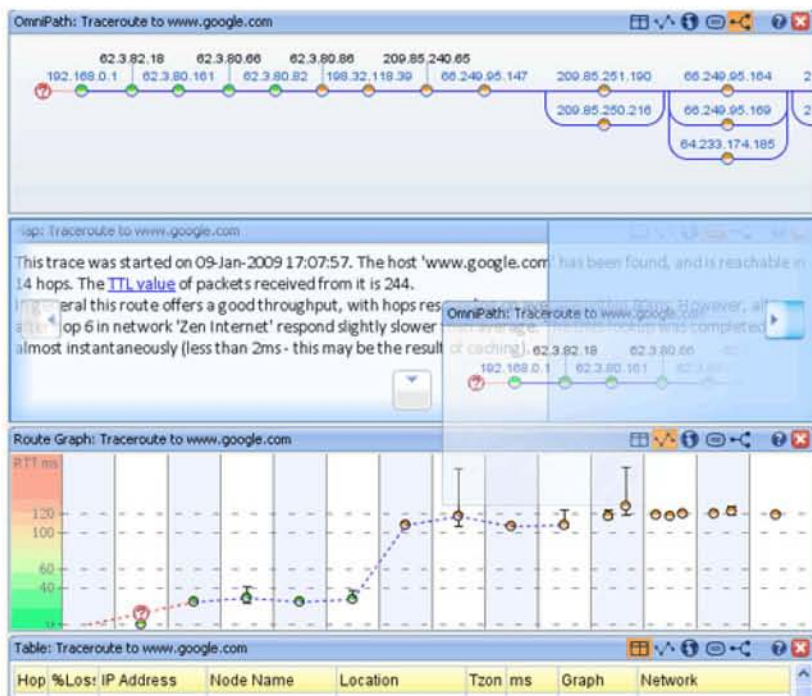 OmniPath: Traceroute to www.google.com
62.3.82.18 62.3.80.66 62.3.80.86 209.85.240.65
192.168.0.1 62.3.80.161 62.3.80.82 198.32.118.39 66.249.95.147 209.85.251.190 66.249.95.164 2
209.85.250.216 66.249.95.169 2
64.233.174.185
Traceroute to www.google.com
This trace was started on 09-Jan-2009 17:07:57. The host 'www.google.com' has been found, and is reachable in
14 hops. The TTL value of packets received from it is 244.
In general this route offers a good throughput, with hops
OmniPath: Traceroute to www.google.com
hop 6 in network 'Zen Internet' respond slightly slower than average.
almost instantaneously (less than 2ms - this may be the result of caching).
62.3.82.18 62.3.80.66
192.168.0.1 62.3.80.161
Route Graph: Traceroute to www.google.com
RTT ms
120
100
60
40
Table: Traceroute to www.google.com
Hop %Loss IP Address Node Name Location Tzon ms Graph Network